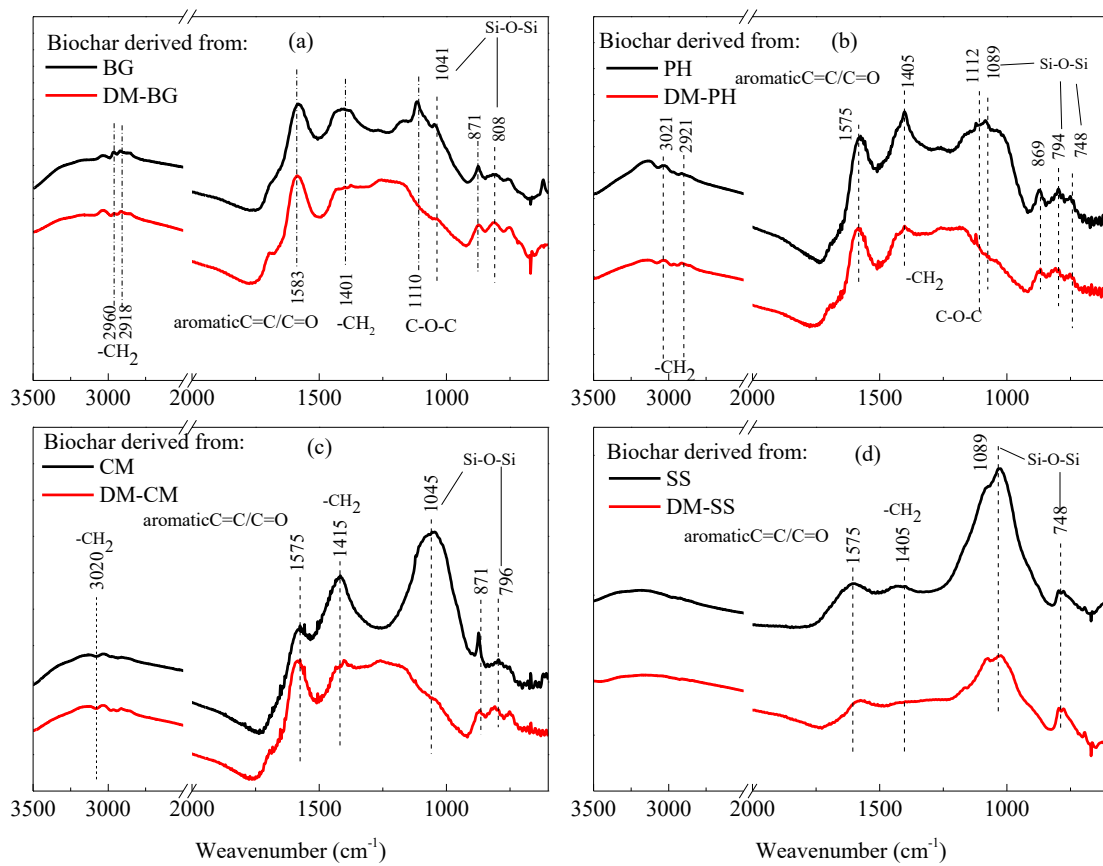 Biochar derived from:
(a)
Si-O-Si
BG
DM-BG
1041
871
808
2960
2918
-CH2
1583
1401
1110
aromaticC=C/C=O
-CH2
C-O-C
3500
3000
2000
1500
1000
Biochar derived from:
(b)
PH
DM-PH
aromaticC=C/C=O
1405
1112
1089
Si-O-Si
1575
3021
2921
869
794
748
-CH2
C-O-C
-CH2
3500
3000
2000
1500
1000
Biochar derived from:
(c)
CM
DM-CM
Si-O-Si
aromaticC=C/C=O
-CH2
1045
-CH2
3020
1575
1415
871
796
3500
3000
2000
1500
1000
Weavenumber (cm-1)
Biochar derived from:
(d)
SS
DM-SS
1089
Si-O-Si
aromaticC=C/C=O
-CH2
1575
1405
748
3500
3000
2000
1500
1000
Weavenumber (cm-1)